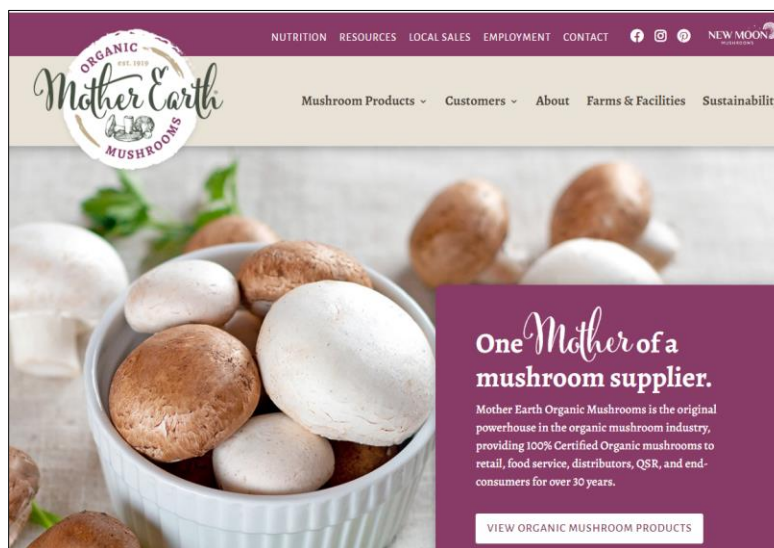 NUTRITION RESOURCES LOCAL SALES EMPLOYMENT CONTACT
NEW MOON
MUSHROOMS
ORGANIC
est. 1919
Mother Earth®
MUSHROOMS
Mushroom Products Customers About Farms & Facilities Sustainabilit
One Mother of a
mushroom supplier.
Mother Earth Organic Mushrooms is the original
powerhouse in the organic mushroom industry,
providing 100% Certified Organic mushrooms to
retail, food service, distributors, QSR, and end-
consumers for over 30 years.
VIEW ORGANIC MUSHROOM PRODUCTS